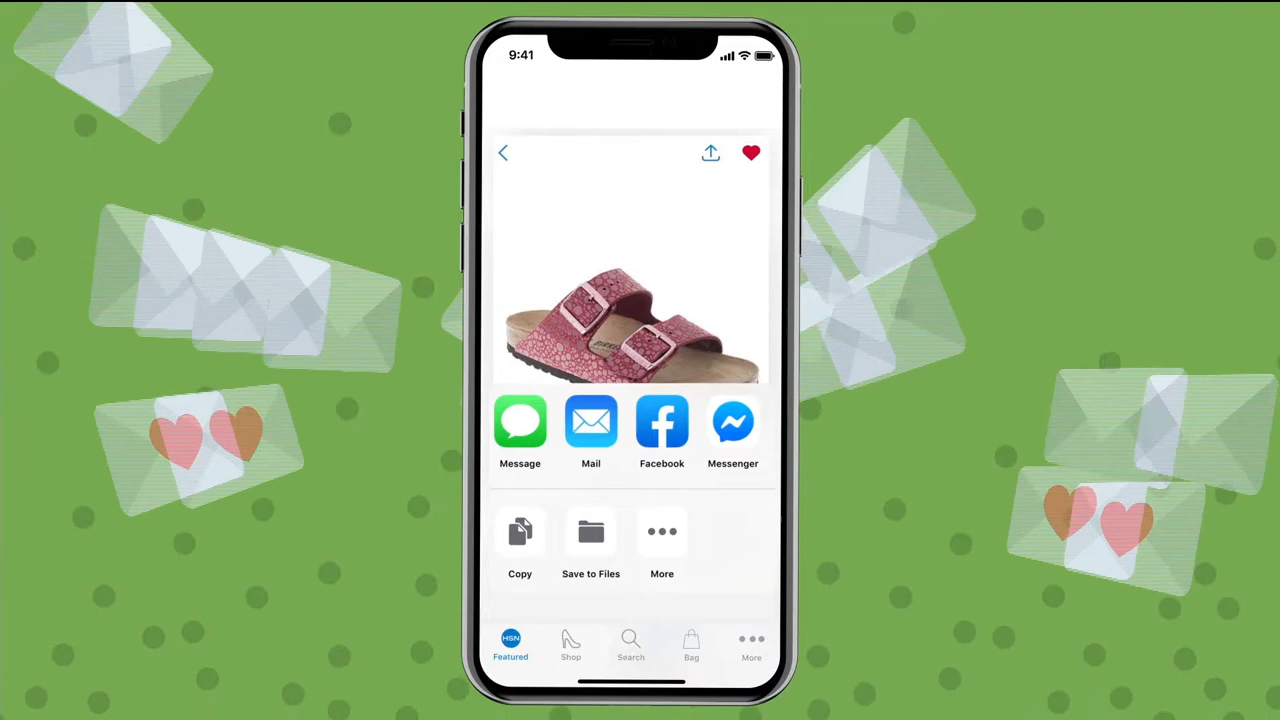 9:41
Message Mail Facebook Messenger
Copy Save to Files More
HSN
Featured Shop Search Bag More